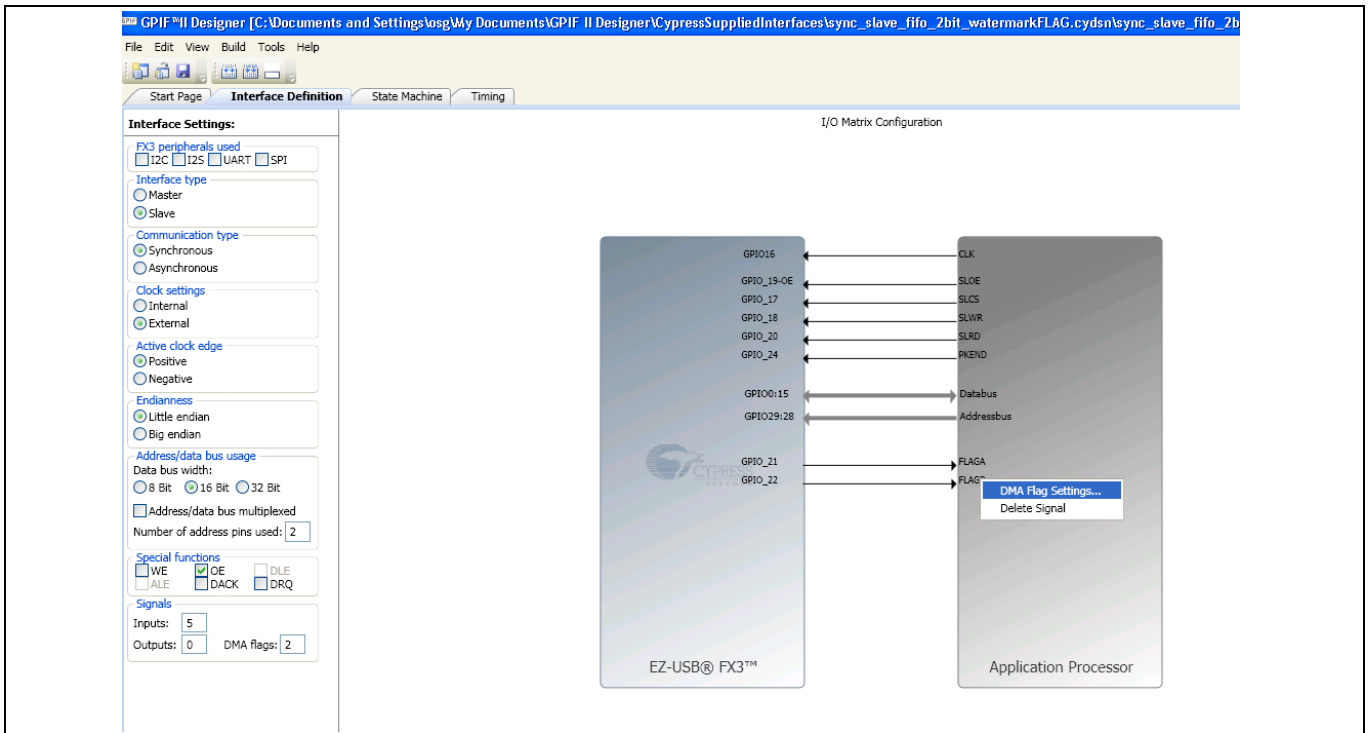 GPIF™II Designer [C:\Documents and Settings\osg\My Documents\GPIF II Designer\CypressSuppliedInterfaces\sync_slave_fifo_2bit_watermarkFLAG.cydsn\sync_slave_fifo_2b
File Edit View Build Tools Help
Start Page Interface Definition State Machine Timing
Interface Settings:
I/O Matrix Configuration
FX3 peripherals used
I2C I2S UART SPI
Interface type
Master
Slave
Communication type
Synchronous
Asynchronous
Clock settings
Internal
External
Active clock edge
Positive
Negative
Endianness
Little endian
Big endian
Address/data bus usage
Data bus width:
8 Bit 16 Bit 32 Bit
Address/data bus multiplexed
Number of address pins used: 2
Special functions
WE OE DLE
ALE DACK DRQ
Signals
Inputs: 5
Outputs: 0 DMA flags: 2
GPIO16 CLK
GPIO_19-OE SLOE
GPIO_17 SLCS
GPIO_18 SLWR
GPIO_20 SLRD
GPIO_24 PKEND
GPIO0:15 Databus
GPIO29:28 Addressbus
GPIO_21 FLAGA
CYPRESS
GPIO_22
DMA Flag Settings...
Delete Signal
EZ-USB® FX3™ Application Processor